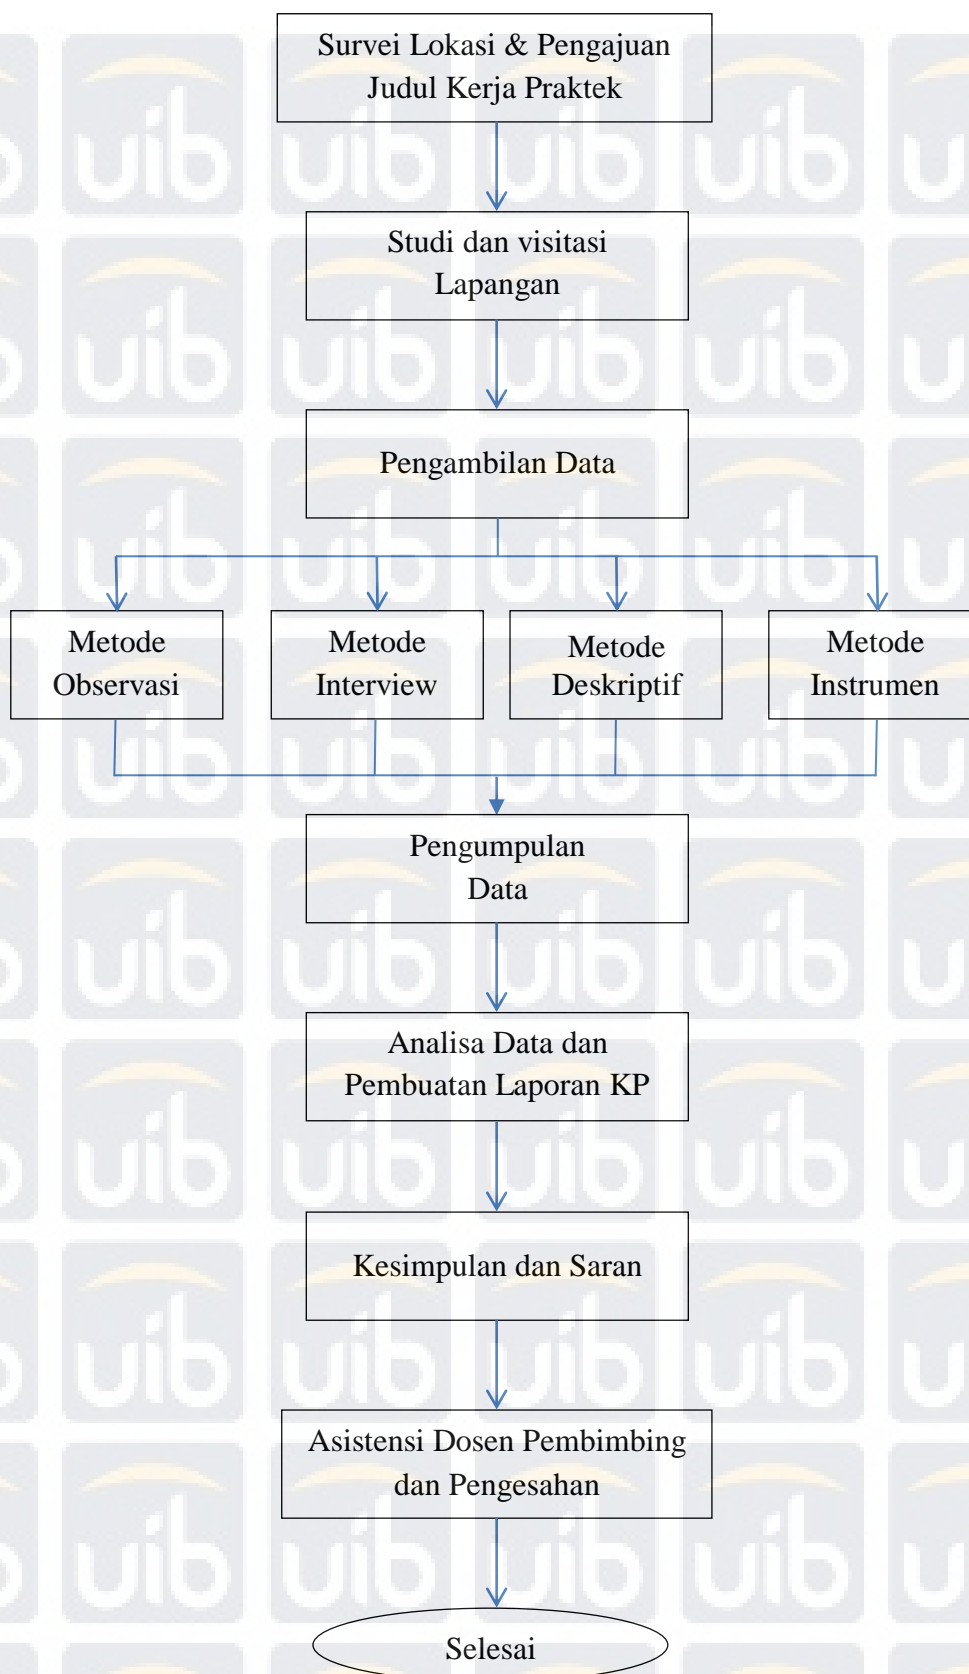 Survei Lokasi & Pengajuan
Judul Kerja Praktek
Studi dan visitasi
Lapangan
Pengambilan Data
Metode
Observasi
Metode
Interview
Metode
Deskriptif
Metode
Instrumen
Pengumpulan
Data
Analisa Data dan
Pembuatan Laporan KP
Kesimpulan dan Saran
Asistensi Dosen Pembimbing
dan Pengesahan
Selesai